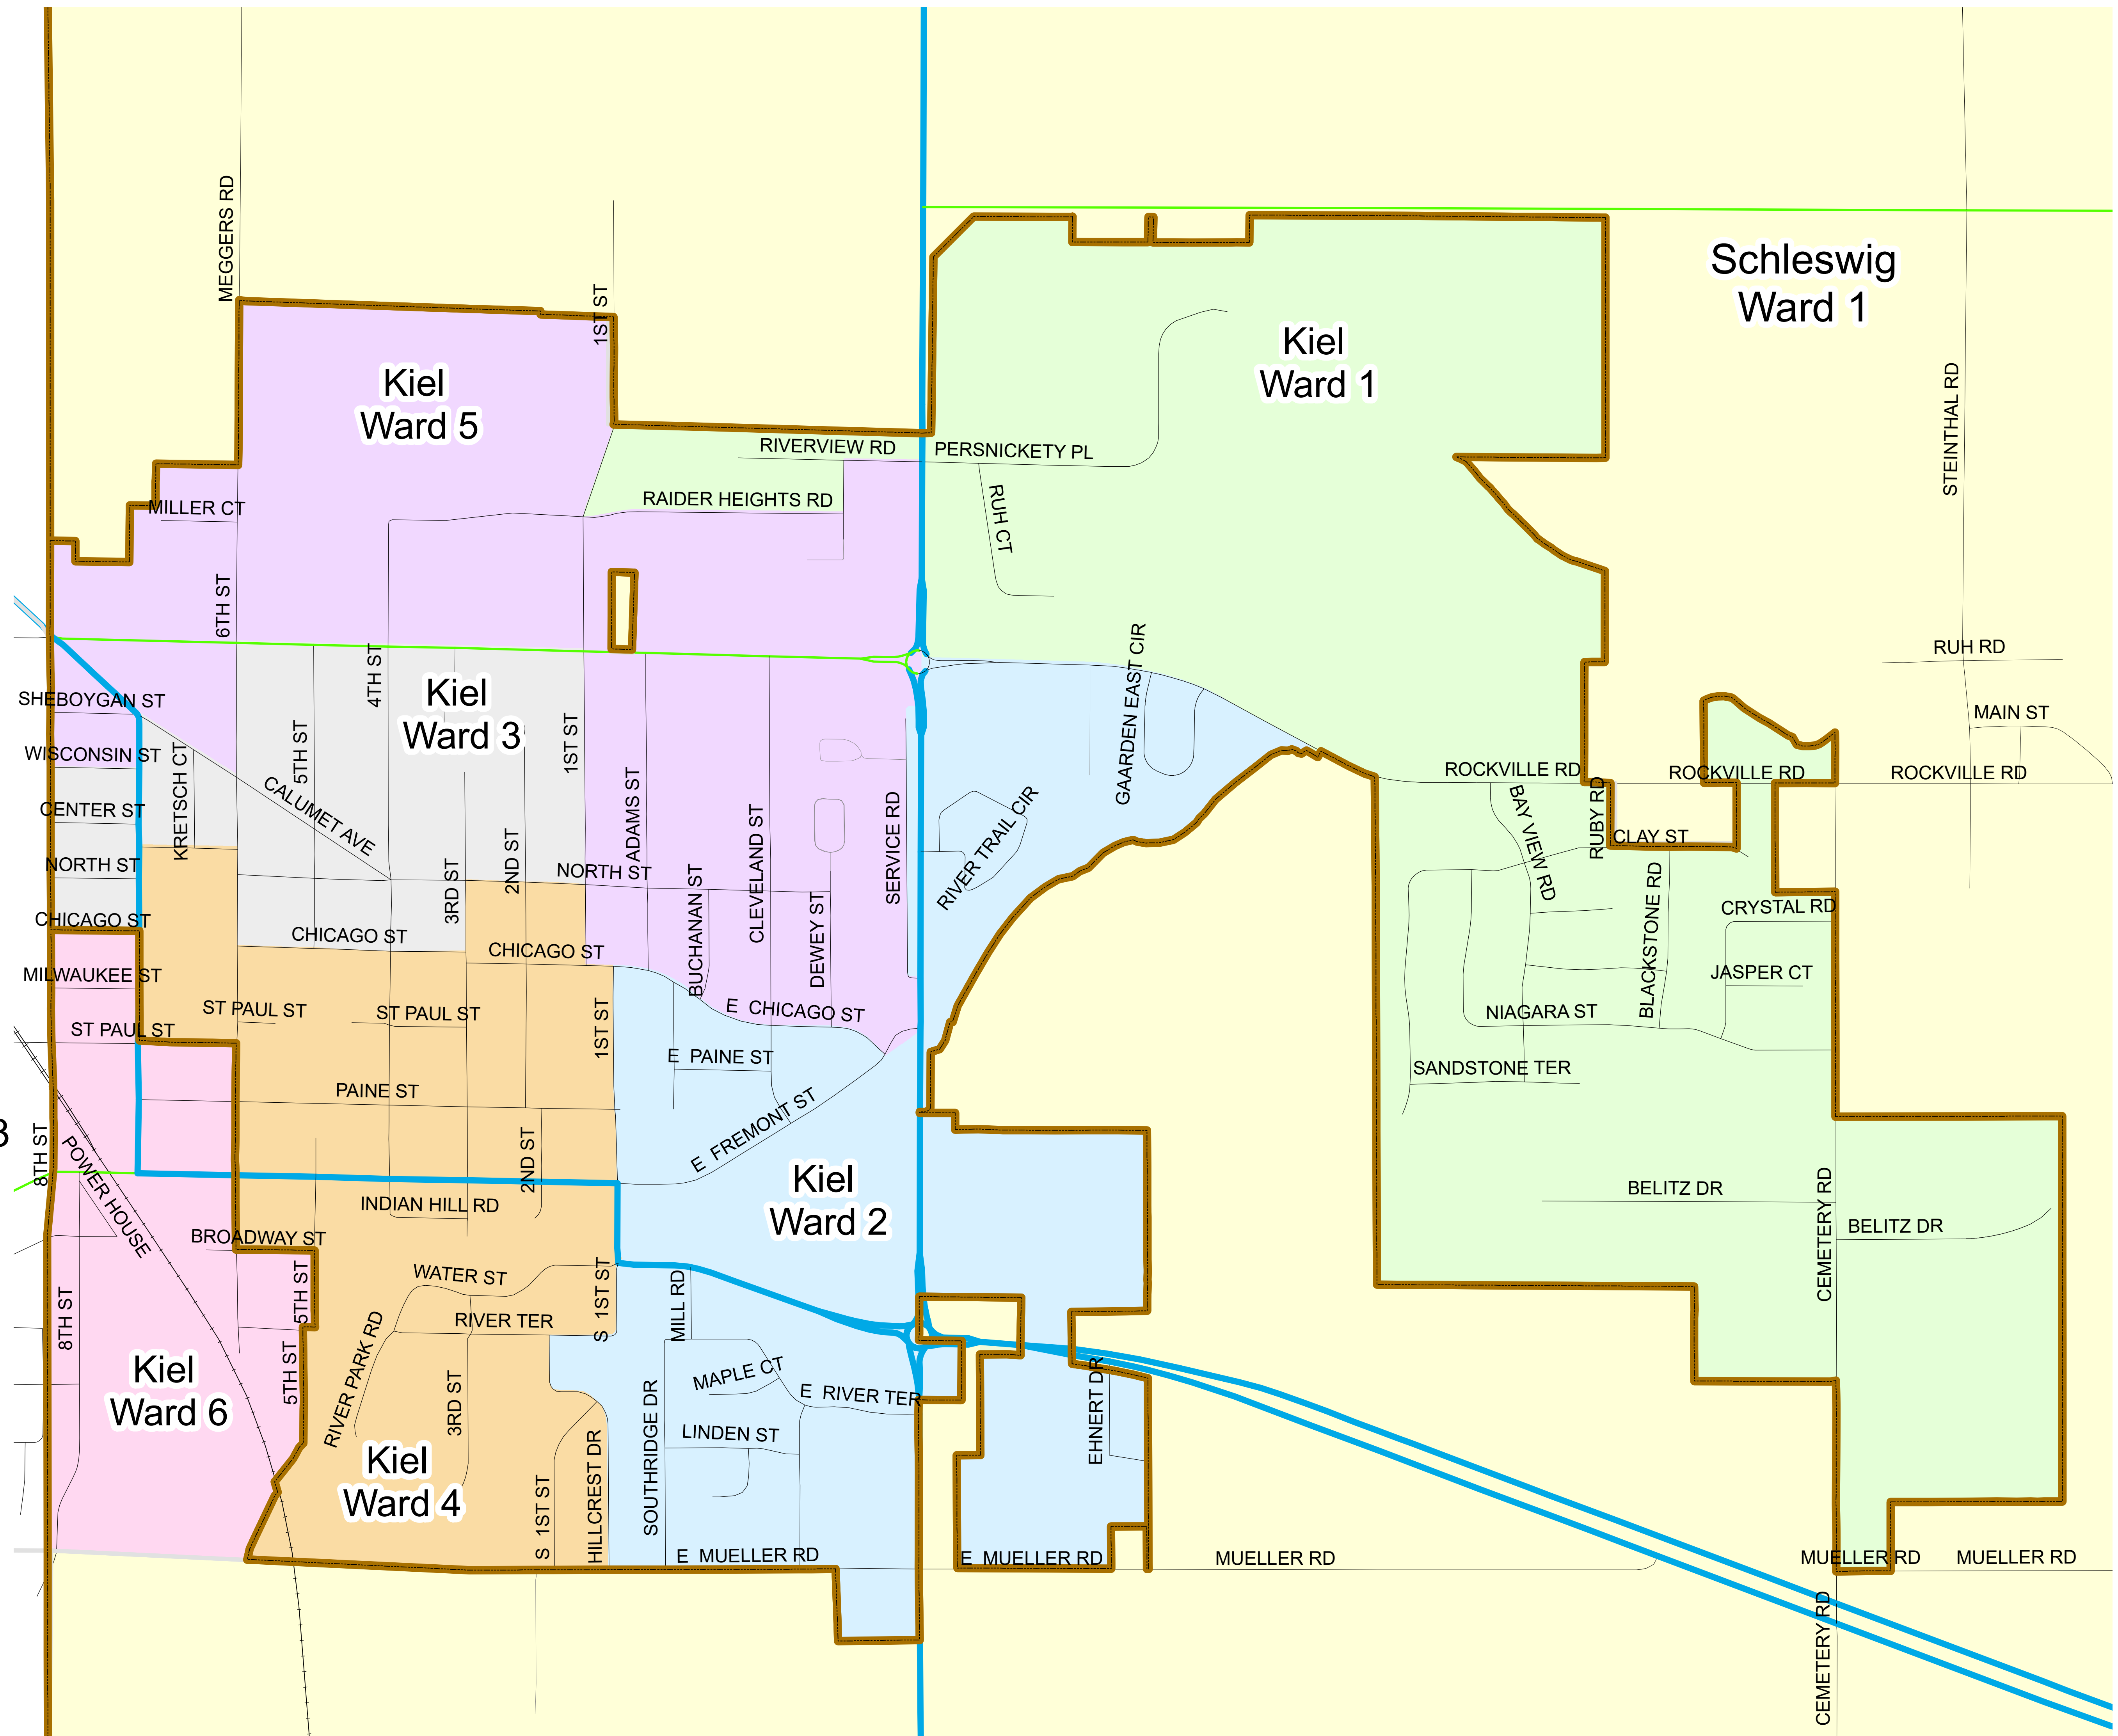 MEGGERS RD
Schleswig
Ward 1
1ST ST
Kiel
Ward 1
Kiel
Ward 5
STEINTHAL RD
RIVERVIEW RD
PERSNICKETY PL
RAIDER HEIGHTS RD
MILLER CT
RUH CT
6TH ST
GAARDEN EAST CIR
RUH RD
4TH ST
Kiel
Ward 3
SHEBOYGAN ST
MAIN ST
5TH ST
1ST ST
WISCONSIN ST
KRETSCH CT
ROCKVILLE RD
ROCKVILLE RD
ROCKVILLE RD
CENTER ST
CALUMET AVE
ADAMS ST
SERVICE RD
RIVER TRAIL CIR
BAY VIEW RD
RUBY RD
CLAY ST
2ND ST
CLEVELAND ST
NORTH ST
NORTH ST
3RD ST
BUCHANAN ST
DEWEY ST
BLACKSTONE RD
CRYSTAL RD
CHICAGO ST
CHICAGO ST
CHICAGO ST
MILWAUKEE ST
JASPER CT
ST PAUL ST
ST PAUL ST
E CHICAGO ST
NIAGARA ST
ST PAUL ST
1ST ST
E PAINE ST
SANDSTONE TER
PAINE ST
3
8TH ST
POWER HOUSE
E FREMONT ST
2ND ST
Kiel
Ward 2
BELITZ DR
INDIAN HILL RD
CEMETERY RD
BELITZ DR
BROADWAY ST
WATER ST
5TH ST
S 1ST ST
MILL RD
RIVER TER
8TH ST
RIVER PARK RD
5TH ST
Kiel
Ward 6
MAPLE CT
E RIVER TER
3RD ST
SOUTHRIDGE DR
EHNERT DR
LINDEN ST
Kiel
Ward 4
HILLCREST DR
S 1ST ST
E MUELLER RD
E MUELLER RD
MUELLER RD
MUELLER RD
MUELLER RD
CEMETERY RD